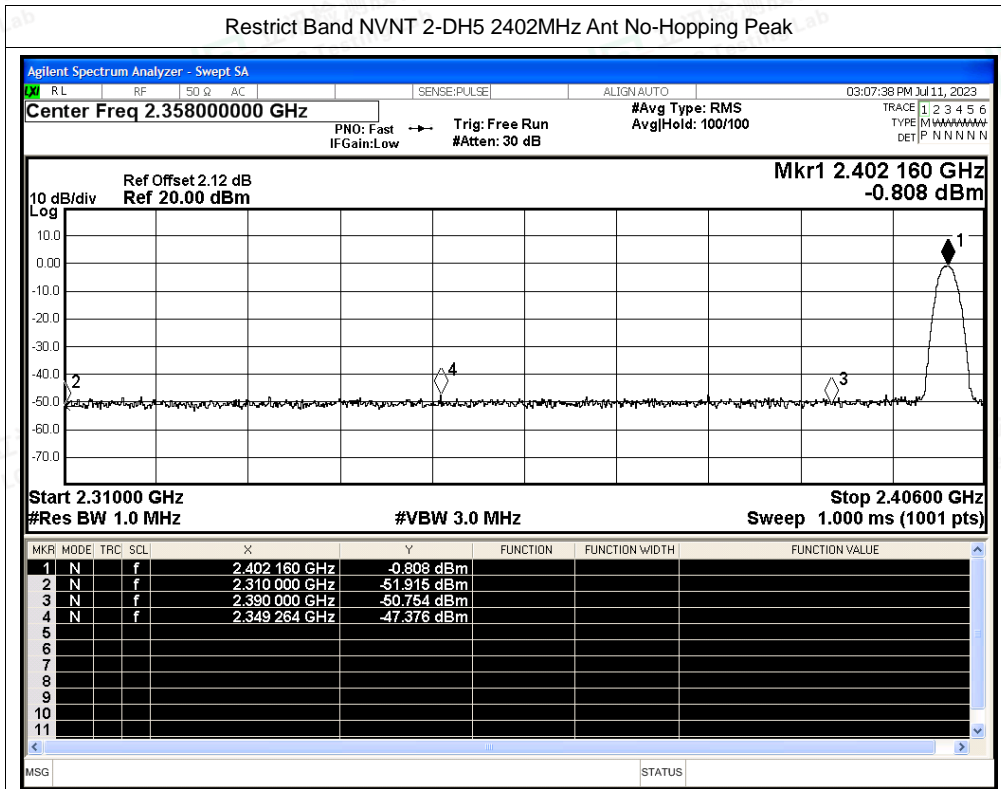 Restrict Band NVNT 2-DH5 2402MHz Ant No-Hopping Peak
Agilent Spectrum Analyzer - Swept SA
LXI RL RF 50 Ω AC SENSE:PULSE ALIGN AUTO 03:07:38 PM Jul 11, 2023
Center Freq 2.358000000 GHz #Avg Type: RMS TRACE 1 2 3 4 5 6
PNO: Fast Trig: Free Run Avg|Hold: 100/100 TYPE M WWWWW
IFGain:Low #Atten: 30 dB DET P N N N N N
Mkr1 2.402 160 GHz
-0.808 dBm
Ref Offset 2.12 dB
10 dB/div Ref 20.00 dBm
Log
10.0
1
0.00
-10.0
-20.0
-30.0
-40.0
2
4
3
-50.0
-60.0
-70.0
Start 2.31000 GHz Stop 2.40600 GHz
#Res BW 1.0 MHz #VBW 3.0 MHz Sweep 1.000 ms (1001 pts)
MKR MODE TRC SCL X Y FUNCTION FUNCTION WIDTH FUNCTION VALUE
1 N f 2.402 160 GHz -0.808 dBm
2 N f 2.310 000 GHz -51.915 dBm
3 N f 2.390 000 GHz -50.754 dBm
4 N f 2.349 264 GHz -47.376 dBm
5
6
7
8
9
10
11
MSG STATUS